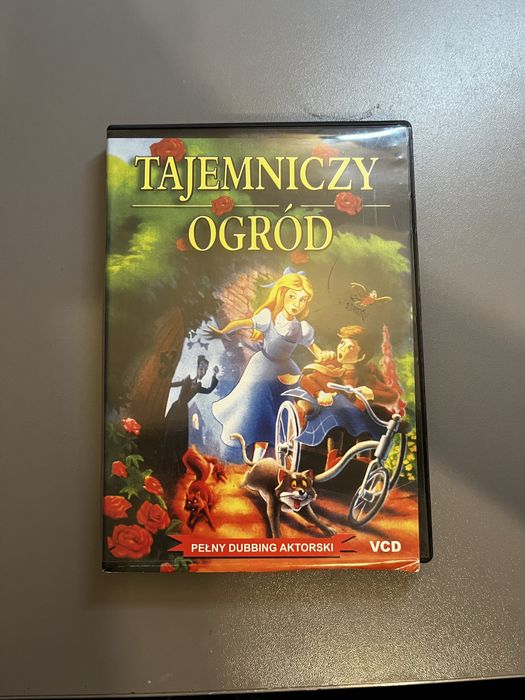 TAJEMNICZY
OGRÓD
PEŁNY DUBBING AKTORSKI
VCD